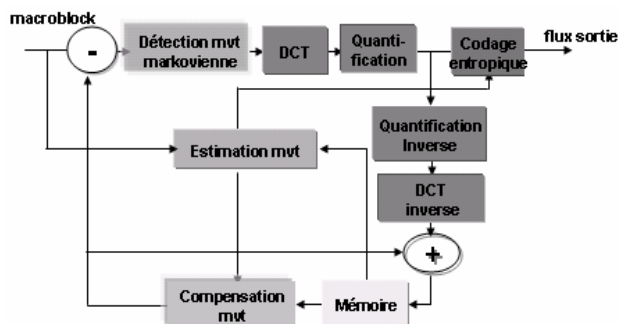 macroblock
-
Détection mvt
markovienne
DCT
Quanti-
fication
Codage
entropique
flux sortie
Estimation mvt
Quantification
Inverse
DCT
inverse
+
Compensation
mvt
Mémoire